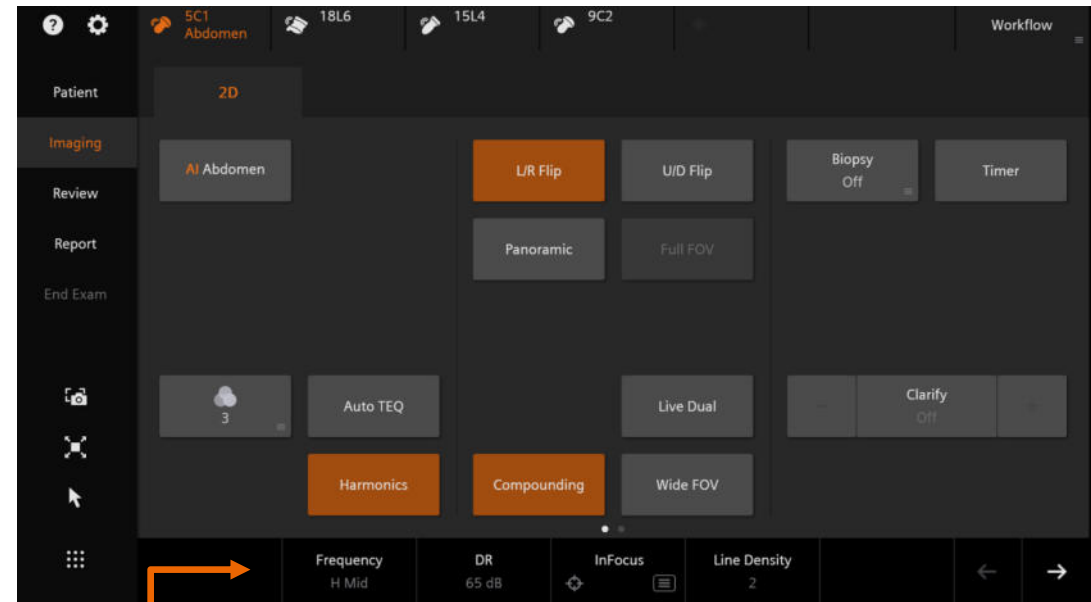 5C1
Abdomen
18L6
15L4
9C2
Workflow
Patient
Imaging
Review
Report
End Exam
2D
AI Abdomen
L/R Flip
U/D Flip
Biopsy
Off
Timer
Panoramic
Full FOV
3
Auto TEQ
Live Dual
Clarify
Off
Harmonics
Compounding
Wide FOV
Frequency
H Mid
DR
65 dB
InFocus
Line Density
2